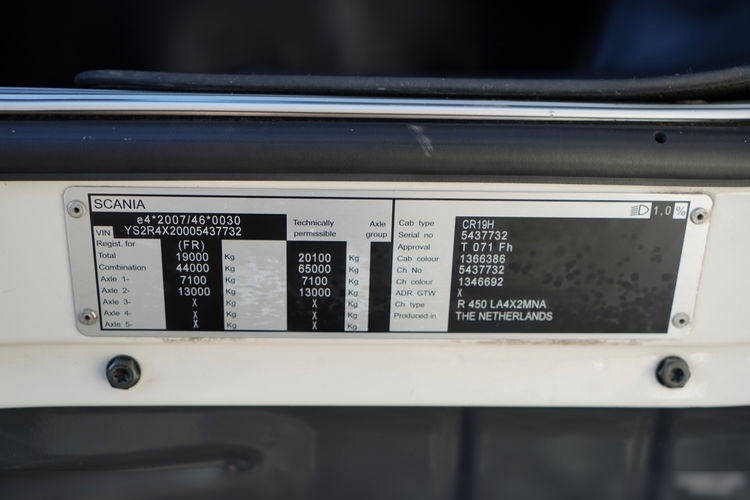 SCANIA
1,0 %
e4*2007/46*0030
VIN YS2R4X20005437732
Technically permissible Axle group
Regist. for (FR)
Total 19000 Kg 20100 Kg
Combination 44000 Kg 65000 Kg
Axle 1- 7100 Kg 7100 Kg
Axle 2- 13000 Kg 13000 Kg
Axle 3- X Kg X Kg
Axle 4- X Kg X Kg
Axle 5- X Kg X Kg
Cab type CR19H
Serial no 5437732
Approval T 071 Fh
Cab colour 1366386
Ch No 5437732
Ch colour 1346692
ADR GTW X
Ch type R 450 LA4X2MNA
Produced in THE NETHERLANDS